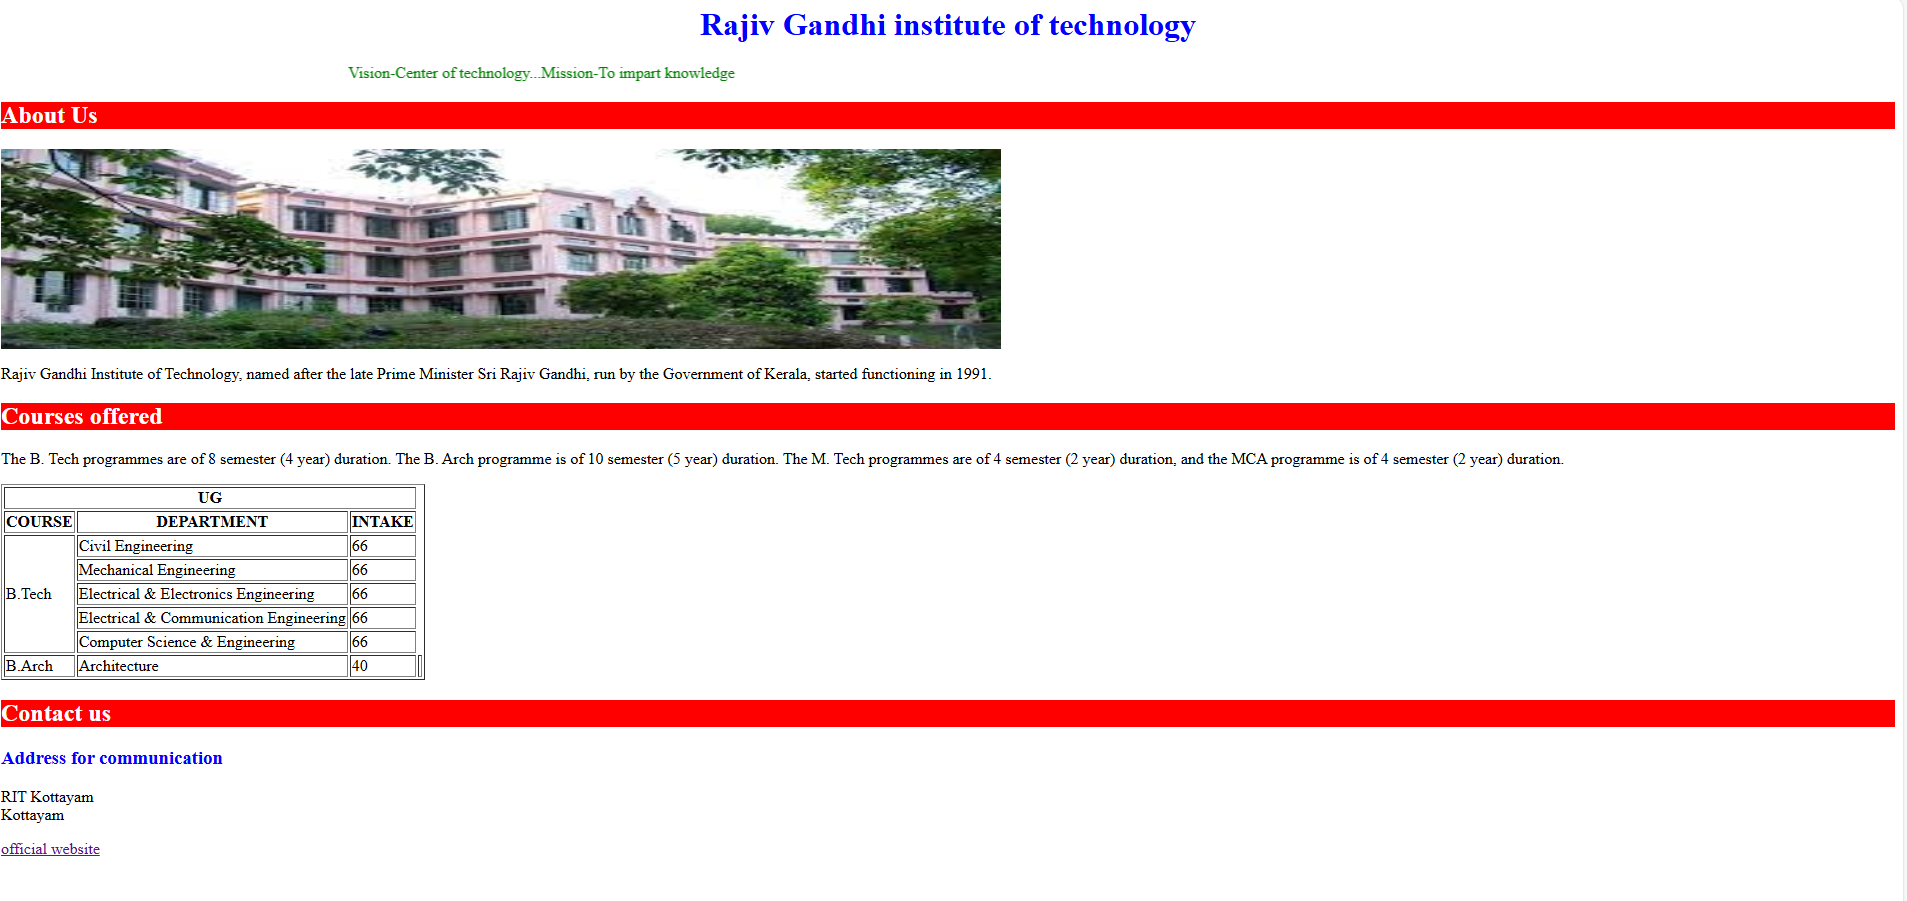 Rajiv Gandhi institute of technology
Vision-Center of technology...Mission-To impart knowledge
About Us
Rajiv Gandhi Institute of Technology, named after the late Prime Minister Sri Rajiv Gandhi, run by the Government of Kerala, started functioning in 1991.
Courses offered
The B. Tech programmes are of 8 semester (4 year) duration. The B. Arch programme is of 10 semester (5 year) duration. The M. Tech programmes are of 4 semester (2 year) duration, and the MCA programme is of 4 semester (2 year) duration.
UG
COURSE DEPARTMENT INTAKE
B.Tech Civil Engineering 66
Mechanical Engineering 66
Electrical & Electronics Engineering 66
Electrical & Communication Engineering 66
Computer Science & Engineering 66
B.Arch Architecture 40
Contact us
Address for communication
RIT Kottayam
Kottayam
official website